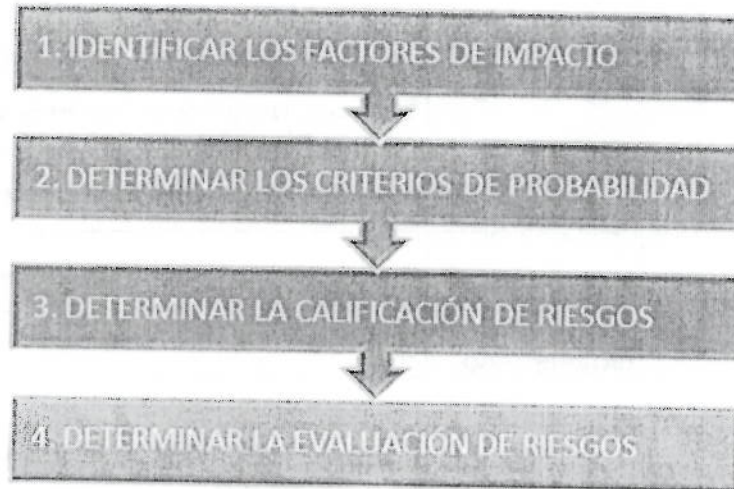 1. IDENTIFICAR LOS FACTORES DE IMPACTO
2. DETERMINAR LOS CRITERIOS DE PROBABILIDAD
3. DETERMINAR LA CALIFICACIÓN DE RIESGOS
4. DETERMINAR LA EVALUACIÓN DE RIESGOS